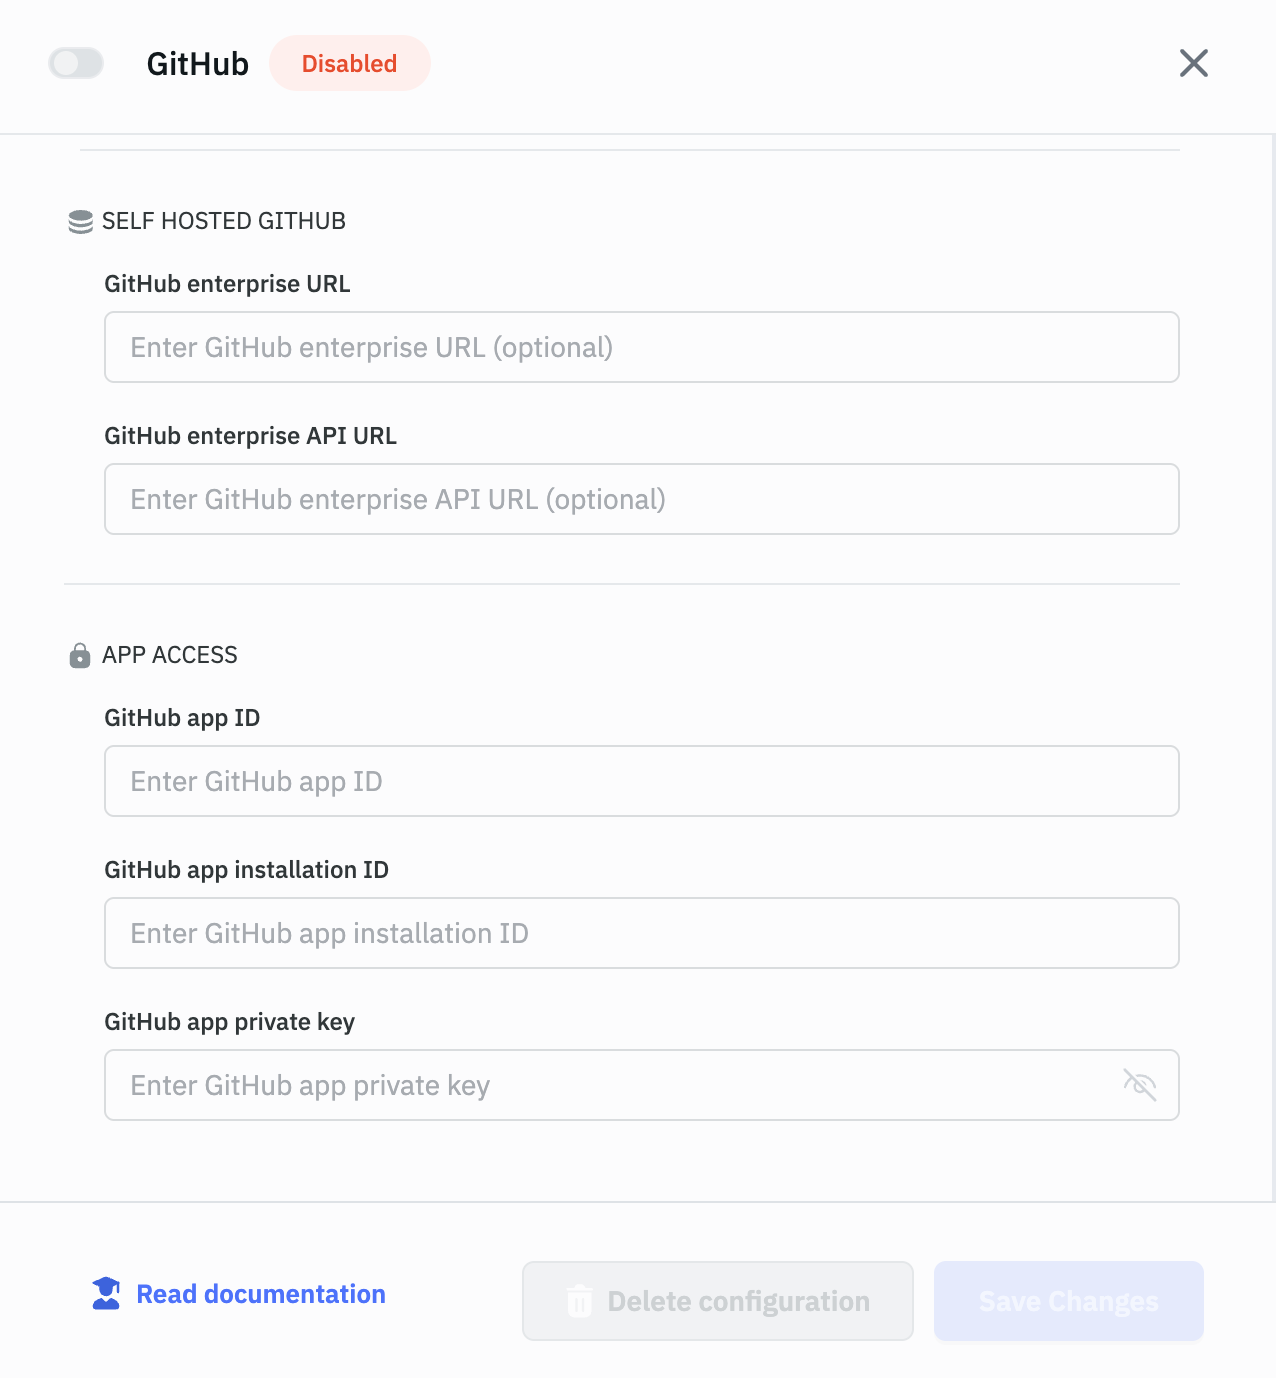 GitHub
Disabled
SELF HOSTED GITHUB
GitHub enterprise URL
Enter GitHub enterprise URL (optional)
GitHub enterprise API URL
Enter GitHub enterprise API URL (optional)
APP ACCESS
GitHub app ID
Enter GitHub app ID
GitHub app installation ID
Enter GitHub app installation ID
GitHub app private key
Enter GitHub app private key
Read documentation
Delete configuration
Save Changes